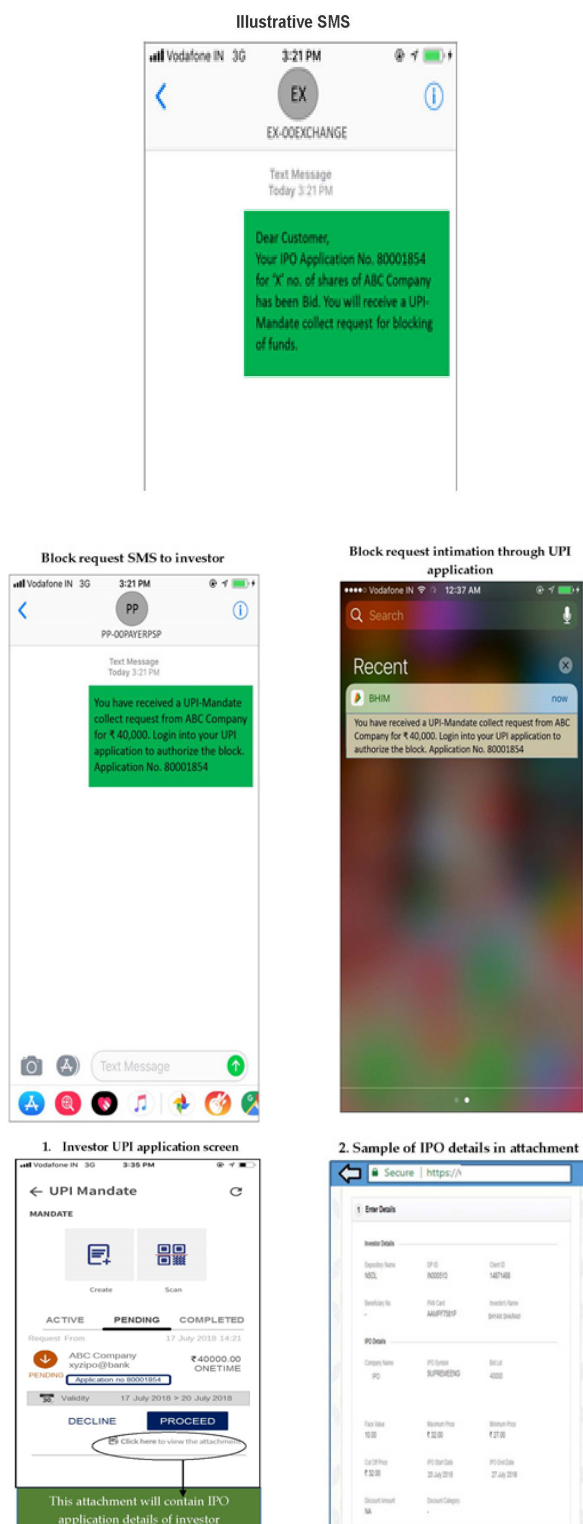 Illustrative SMS
Vodafone IN 3G 3:21 PM
EX
EX-00EXCHANGE
Text Message
Today 3:21 PM
Dear Customer,
Your IPO Application No. 80001854
for 'X' no. of shares of ABC Company
has been Bid. You will receive a UPI-
Mandate collect request for blocking
of funds.
Block request SMS to investor
Vodafone IN 3G 3:21 PM
PP
PP-00PAYERPSP
Text Message
Today 3:21 PM
You have received a UPI-Mandate
collect request from ABC Company
for ₹ 40,000. Login into your UPI
application to authorize the block.
Application No. 80001854
Text Message
Block request intimation through UPI
application
Vodafone IN 12:37 AM
Search
Recent
BHIM now
You have received a UPI-Mandate collect request from ABC
Company for ₹ 40,000. Login into your UPI application to
authorize the block. Application No. 80001854
1. Investor UPI application screen
Vodafone IN 3G 3:35 PM
UPI Mandate
MANDATE
Create Scan
ACTIVE PENDING COMPLETED
Request From 17 July 2018 14:21
ABC Company ₹40000.00
xyzipo@bank ONETIME
PENDING Application no 80001854
30 Validity 17 July 2018 > 20 July 2018
DECLINE PROCEED
Click here to view the attachment
This attachment will contain IPO
application details of investor
2. Sample of IPO details in attachment
Secure https:/
1 Enter Details
Investor Details
Depository Name DP ID Client ID
NSDL IN000510 14871488
Beneficiary No PAN Card Investor's Name
-
IPO Details
Company Name IPO Symbol Bid Lot
IPO SUPREMEENG 40000
Face Value Maximum Price Minimum Price
10.00 ₹ 32.00 ₹ 27.00
Cut Off Price IPO Start Date IPO End Date
₹ 32.00 20 July 2018 27 July 2018
Discount Amount Discount Category
NA -